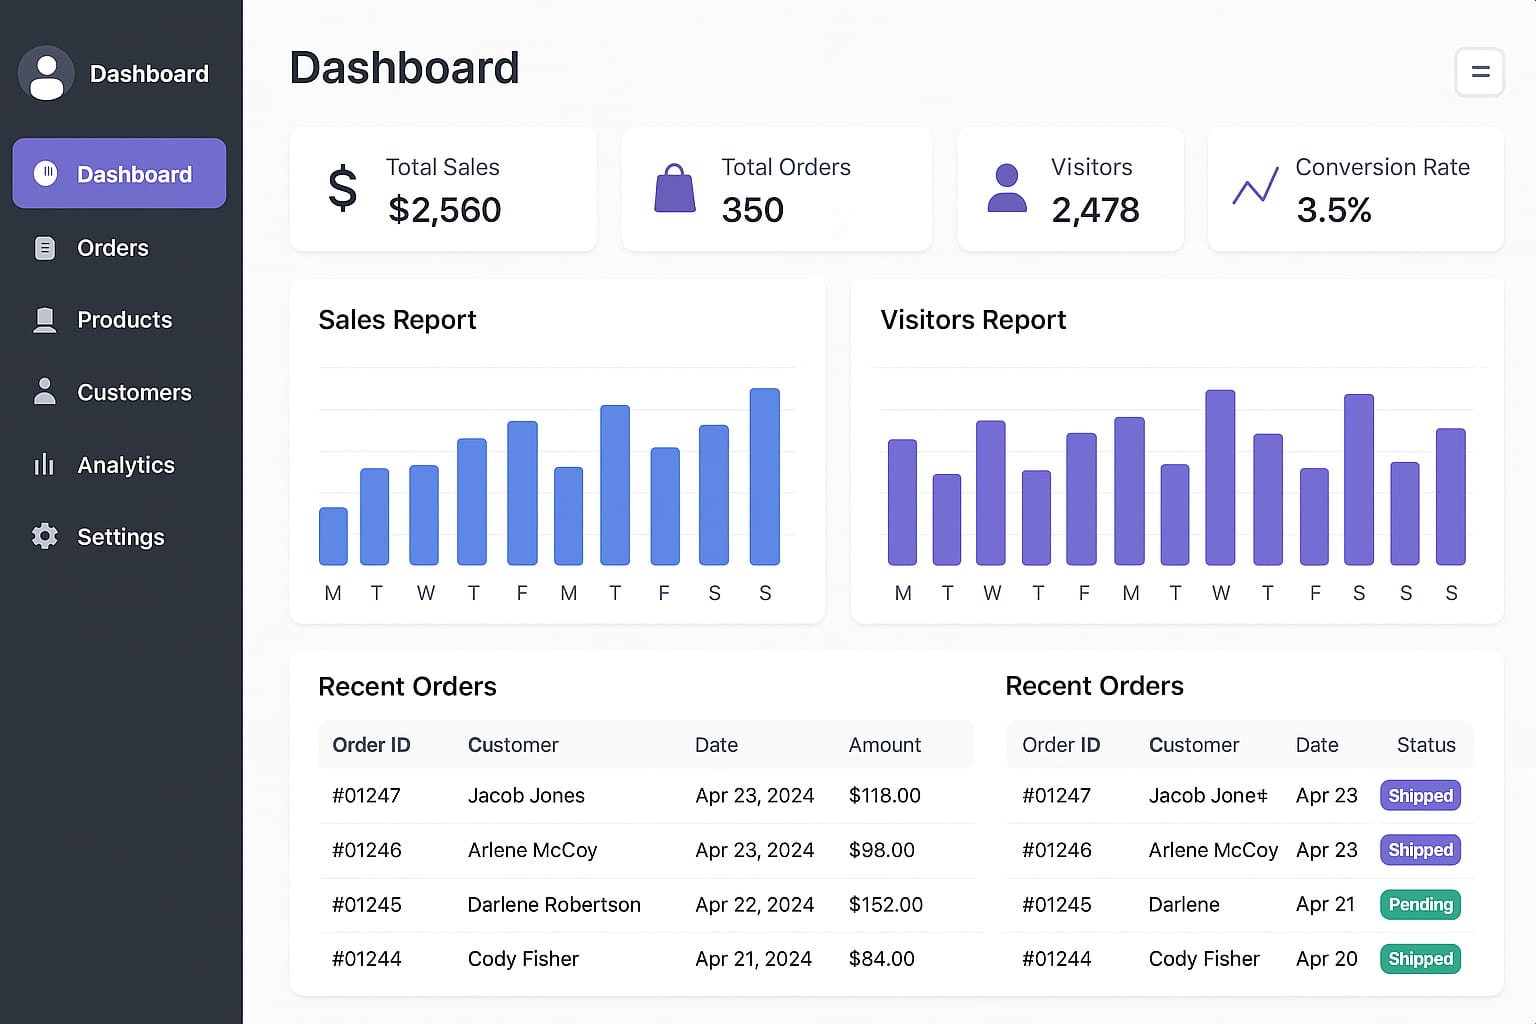 Dashboard
Dashboard
Orders
Products
Customers
Analytics
Settings
Dashboard
Total Sales
$2,560
Total Orders
350
Visitors
2,478
Conversion Rate
3.5%
Sales Report
M T W T F M T F S S
Visitors Report
M T W T F M T W T F S S S
Recent Orders
Order ID Customer Date Amount
#01247 Jacob Jones Apr 23, 2024 $118.00
#01246 Arlene McCoy Apr 23, 2024 $98.00
#01245 Darlene Robertson Apr 22, 2024 $152.00
#01244 Cody Fisher Apr 21, 2024 $84.00
Recent Orders
Order ID Customer Date Status
#01247 Jacob Apr 23 Shipped
#01246 Arlene McCoy Apr 23 Shipped
#01245 Darlene Apr 21 Pending
#01244 Cody Fisher Apr 20 Shipped